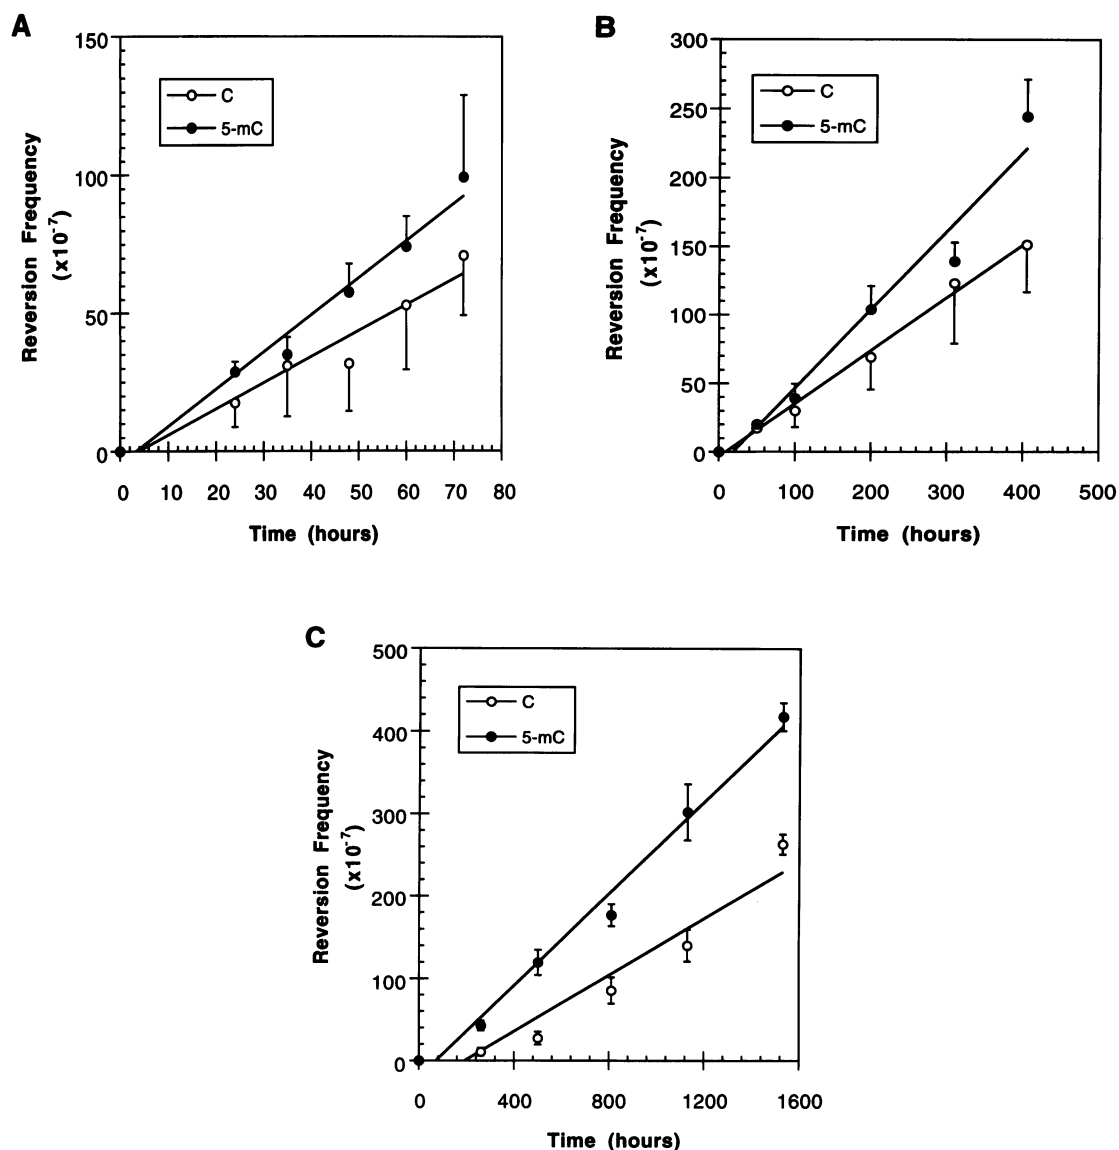 A
150
100
50
0
C
5-mC
Reversion Frequency
(x10-7)
0 10 20 30 40 50 60 70 80
Time (hours)
B
300
250
200
150
100
50
0
C
5-mC
Reversion Frequency
(x10-7)
0 100 200 300 400 500
Time (hours)
C
500
400
300
200
100
0
C
5-mC
Reversion Frequency
(x10-7)
0 400 800 1200 1600
Time (hours)